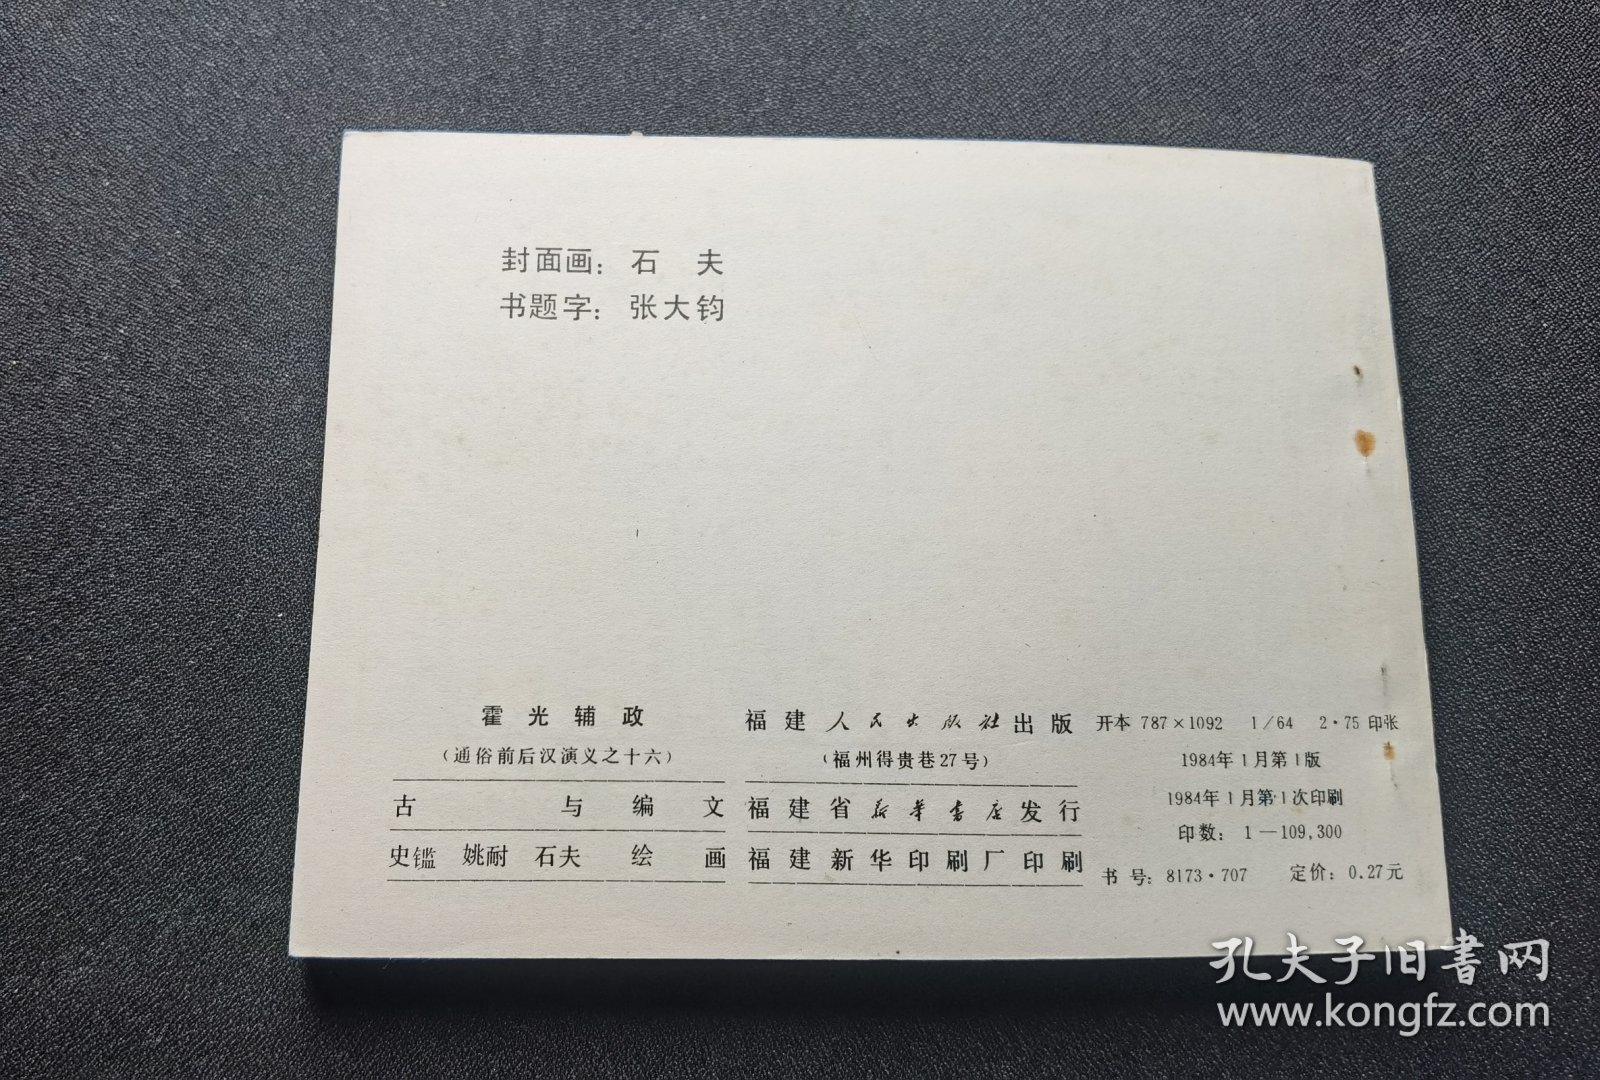 封面画：石 夫
书题字：张大钧
霍光辅政
（通俗前后汉演义之十六）
古 与 编 文
史鑑 姚耐 石夫 绘 画
福建人民出版社出版
（福州得贵巷27号）
福建省新华书店发行
福建新华印刷厂印刷
开本 787×1092 1/64 2·75 印张
1984年1月第1版
1984年1月第1次印刷
印数：1—109,300
书号：8173·707 定价：0.27元
孔夫子旧書网
www.kongfz.com